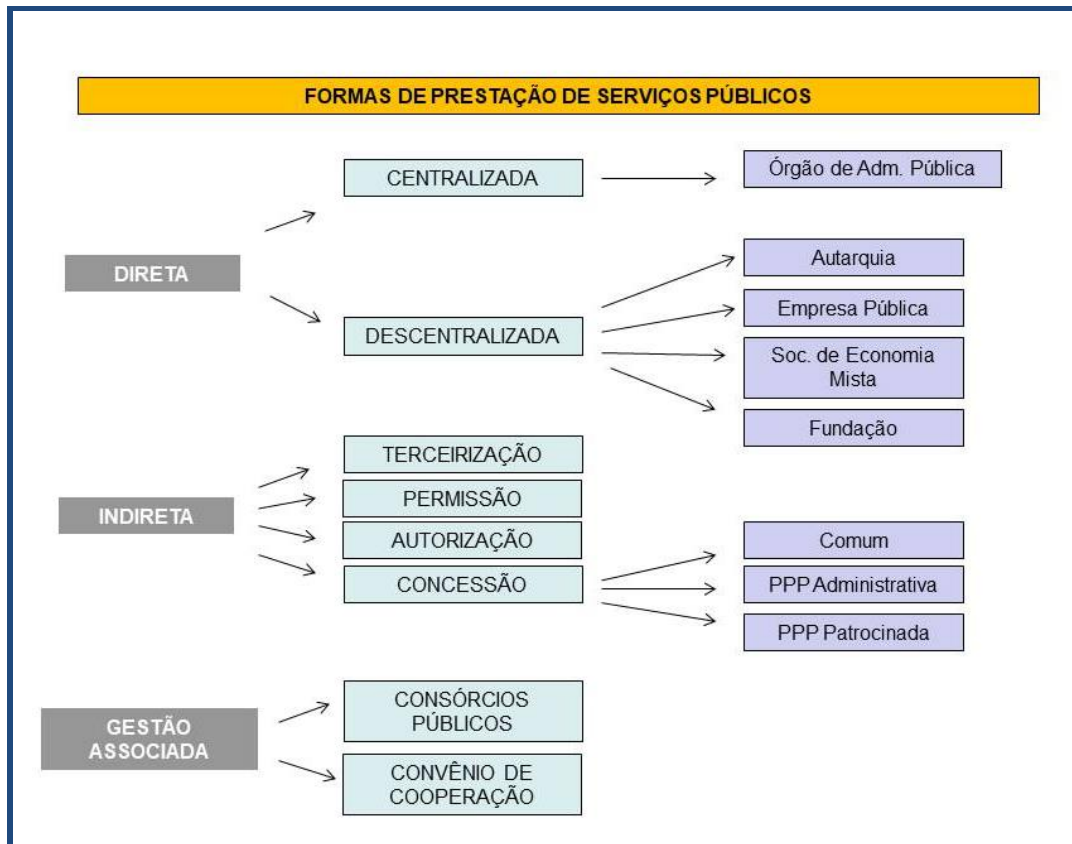 FORMAS DE PRESTAÇÃO DE SERVIÇOS PÚBLICOS
DIRETA
CENTRALIZADA
Órgão de Adm. Pública
DESCENTRALIZADA
Autarquia
Empresa Pública
Soc. de Economia
Mista
Fundação
INDIRETA
TERCEIRIZAÇÃO
PERMISSÃO
AUTORIZAÇÃO
CONCESSÃO
Comum
PPP Administrativa
PPP Patrocinada
GESTÃO
ASSOCIADA
CONSÓRCIOS
PÚBLICOS
CONVÊNIO DE
COOPERAÇÃO